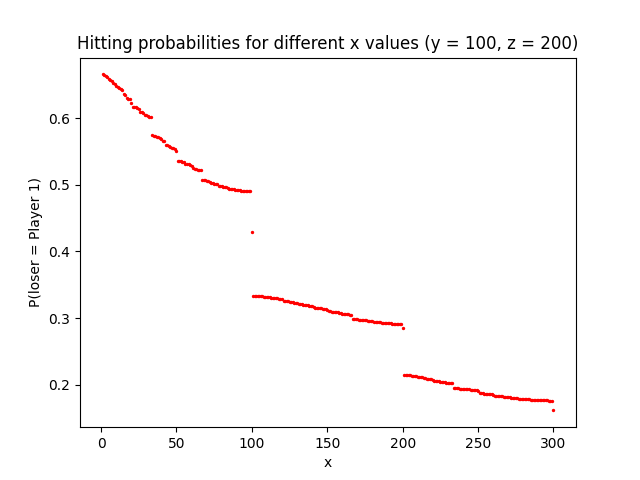 Hitting probabilities for different x values (y = 100, z = 200)
P(loser = Player 1)
0.6
0.5
0.4
0.3
0.2
0 50 100 150 200 250 300
x